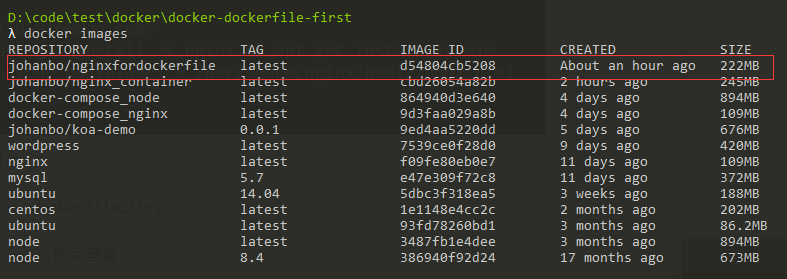 D:\code\test\docker\docker-dockerfile-first
λ docker images
REPOSITORY TAG IMAGE ID CREATED SIZE
johanbo/nginxfordockerfile latest d54804cb5208 About an hour ago 222MB
johanbo/nginx_container latest cbd26054a82b 2 hours ago 245MB
docker-compose_node latest 864940d3e640 4 days ago 894MB
docker-compose_nginx latest 9d3faa029a8b 4 days ago 109MB
johanbo/koa-demo 0.0.1 9ed4aa5220dd 5 days ago 676MB
wordpress latest 7539ce0f28d0 9 days ago 420MB
nginx latest f09fe80eb0e7 11 days ago 109MB
mysql 5.7 e47e309f72c8 11 days ago 372MB
ubuntu 14.04 5dbc3f318ea5 3 weeks ago 188MB
centos latest 1e1148e4cc2c 2 months ago 202MB
ubuntu latest 93fd78260bd1 3 months ago 86.2MB
node latest 3487fb1e4dee 3 months ago 894MB
node 8.4 386940f92d24 17 months ago 673MB